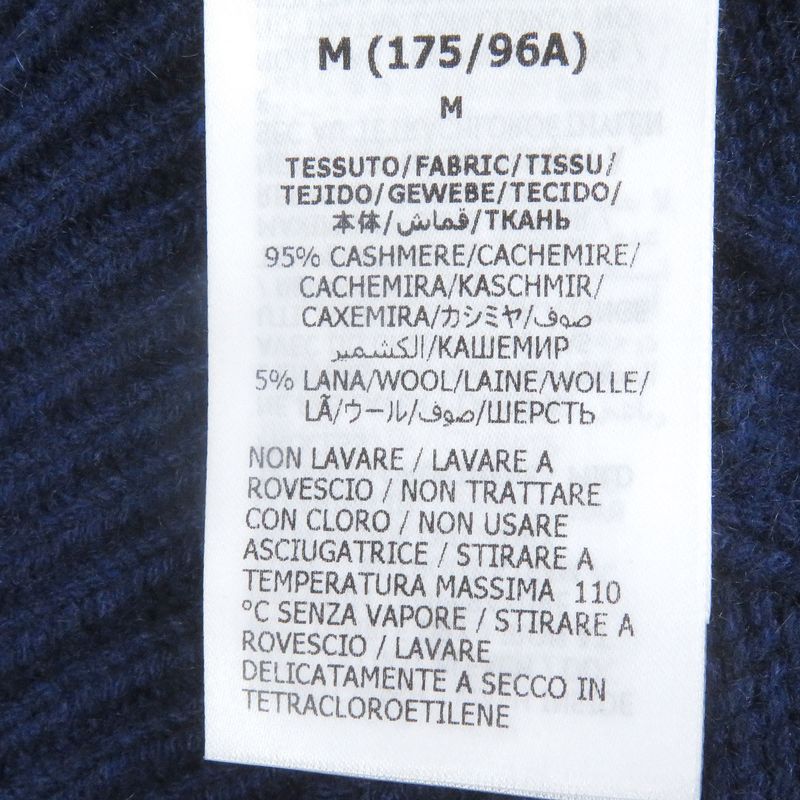 M (175/96A)
M
TESSUTO/FABRIC/TISSU/
TEJIDO/GEWEBE/TECIDO/
本体/قماش/ТКАНЬ
95% CASHMERE/CACHEMIRE/
CACHEMIRA/KASCHMIR/
CAXEMIRA/カシミヤ/صوف
الكشمير/КАШЕМИР
5% LANA/WOOL/LAINE/WOLLE/
LÃ/ウール/صوف/ШЕРСТЬ
NON LAVARE / LAVARE A
ROVESCIO / NON TRATTARE
CON CLORO / NON USARE
ASCIUGATRICE / STIRARE A
TEMPERATURA MASSIMA 110
°C SENZA VAPORE / STIRARE A
ROVESCIO / LAVARE
DELICATAMENTE A SECCO IN
TETRACLOROETILENE